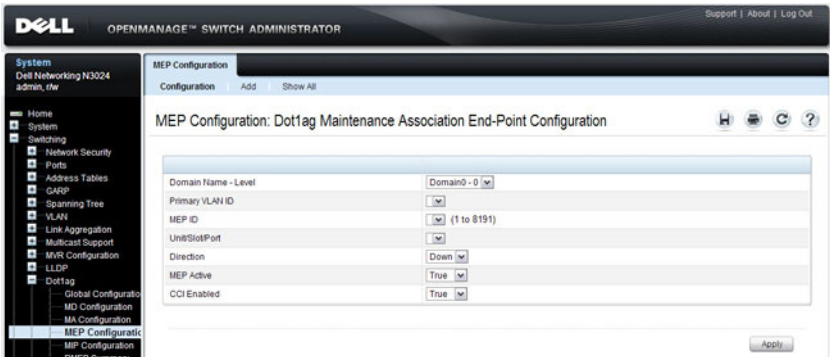 Support | About | Log Out
DELL OPENMANAGE™ SWITCH ADMINISTRATOR
System
Dell Networking N3024
admin, r/w
Home
System
Switching
Network Security
Ports
Address Tables
GARP
Spanning Tree
VLAN
Link Aggregation
Multicast Support
MVR Configuration
LLDP
Dot1ag
Global Configuratio
MD Configuration
MA Configuration
MEP Configuratic
MIP Configuration
MEP Configuration
Configuration Add Show All
MEP Configuration: Dot1ag Maintenance Association End-Point Configuration
Domain Name - Level Domain0 - 0
Primary VLAN ID
MEP ID (1 to 8191)
Unit/Slot/Port
Direction Down
MEP Active True
CCI Enabled True
Apply